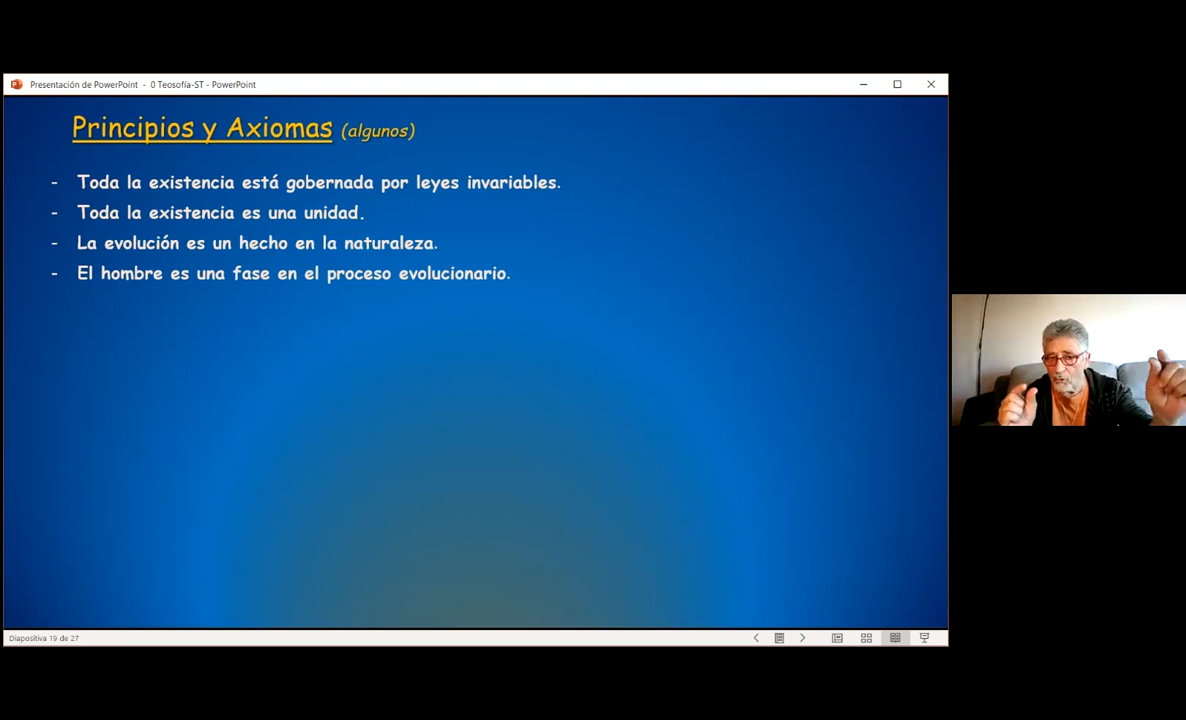 Presentación de PowerPoint - 0 Teosofía-ST - PowerPoint
Principios y Axiomas (algunos)
- Toda la existencia está gobernada por leyes invariables.
- Toda la existencia es una unidad.
- La evolución es un hecho en la naturaleza.
- El hombre es una fase en el proceso evolucionario.
Diapositiva 19 de 27